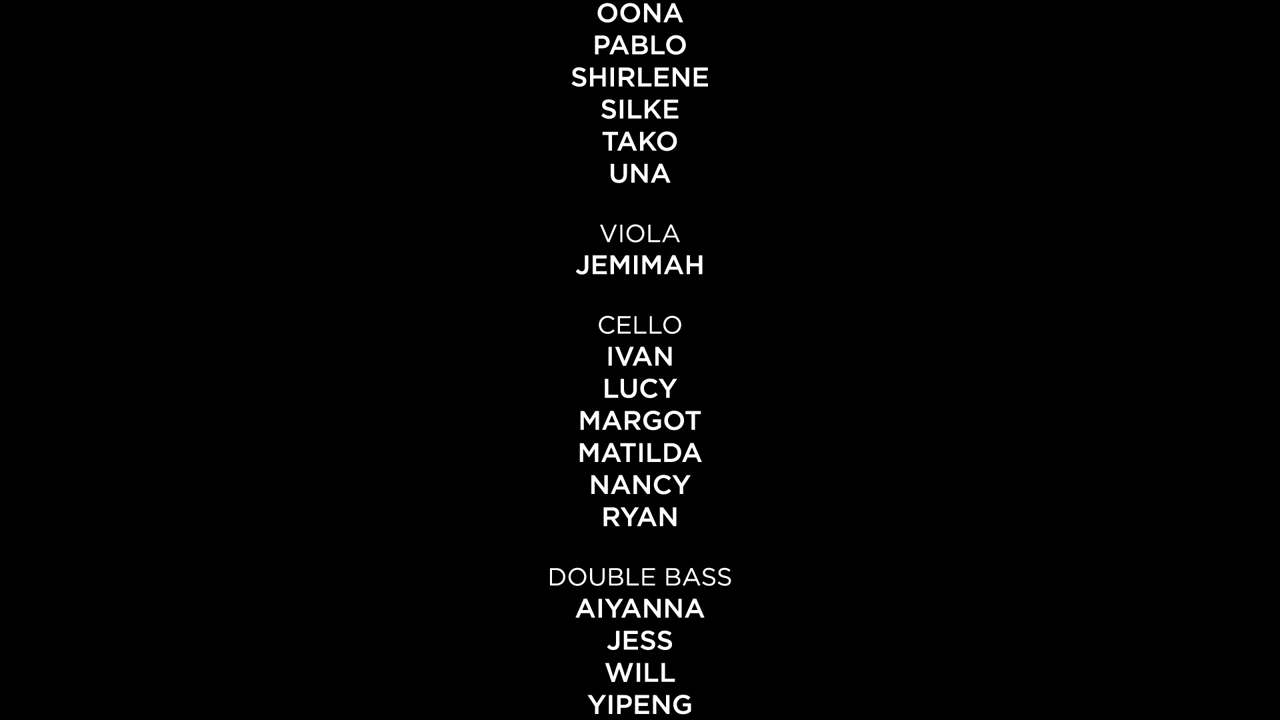 OONA
PABLO
SHIRLENE
SILKE
TAKO
UNA
VIOLA
JEMIMAH
CELLO
IVAN
LUCY
MARGOT
MATILDA
NANCY
RYAN
DOUBLE BASS
AIYANNA
JESS
WILL
YIPENG